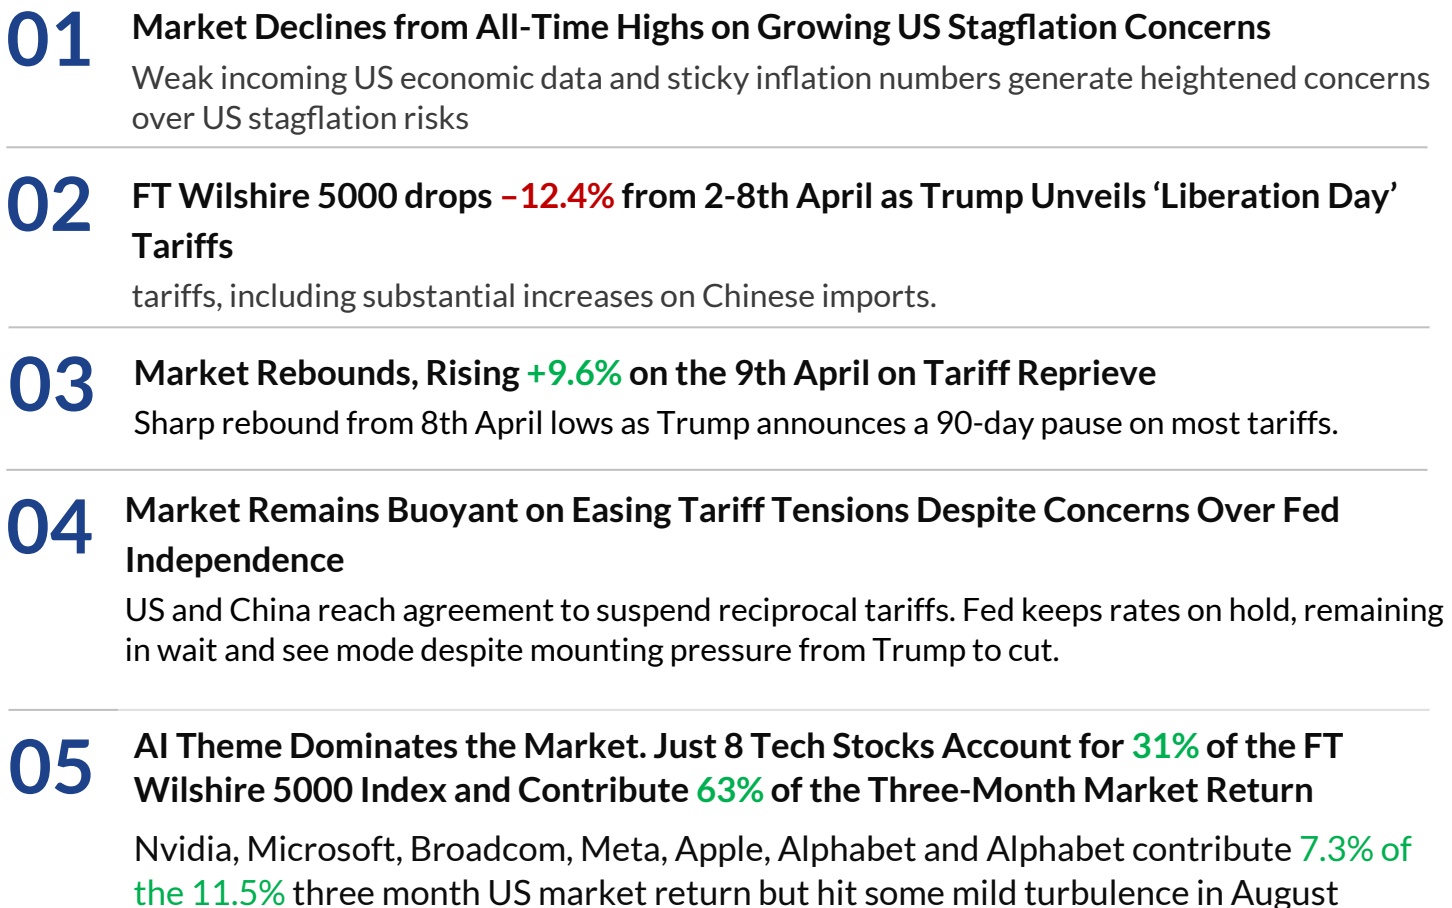 01
Market Declines from All-Time Highs on Growing US Stagflation Concerns
Weak incoming US economic data and sticky inflation numbers generate heightened concerns
over US stagflation risks
02
FT Wilshire 5000 drops –12.4% from 2-8th April as Trump Unveils ‘Liberation Day’
Tariffs
tariffs, including substantial increases on Chinese imports.
03
Market Rebounds, Rising +9.6% on the 9th April on Tariff Reprieve
Sharp rebound from 8th April lows as Trump announces a 90-day pause on most tariffs.
04
Market Remains Buoyant on Easing Tariff Tensions Despite Concerns Over Fed
Independence
US and China reach agreement to suspend reciprocal tariffs. Fed keeps rates on hold, remaining
in wait and see mode despite mounting pressure from Trump to cut.
05
AI Theme Dominates the Market. Just 8 Tech Stocks Account for 31% of the FT
Wilshire 5000 Index and Contribute 63% of the Three-Month Market Return
Nvidia, Microsoft, Broadcom, Meta, Apple, Alphabet and Alphabet contribute 7.3% of
the 11.5% three month US market return but hit some mild turbulence in August